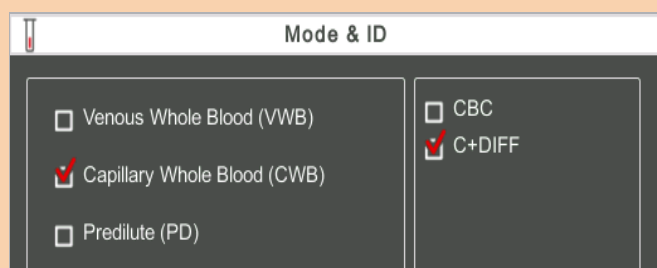 Mode & ID
Venous Whole Blood (VWB)
Capillary Whole Blood (CWB)
Predilute (PD)
CBC
C+DIFF